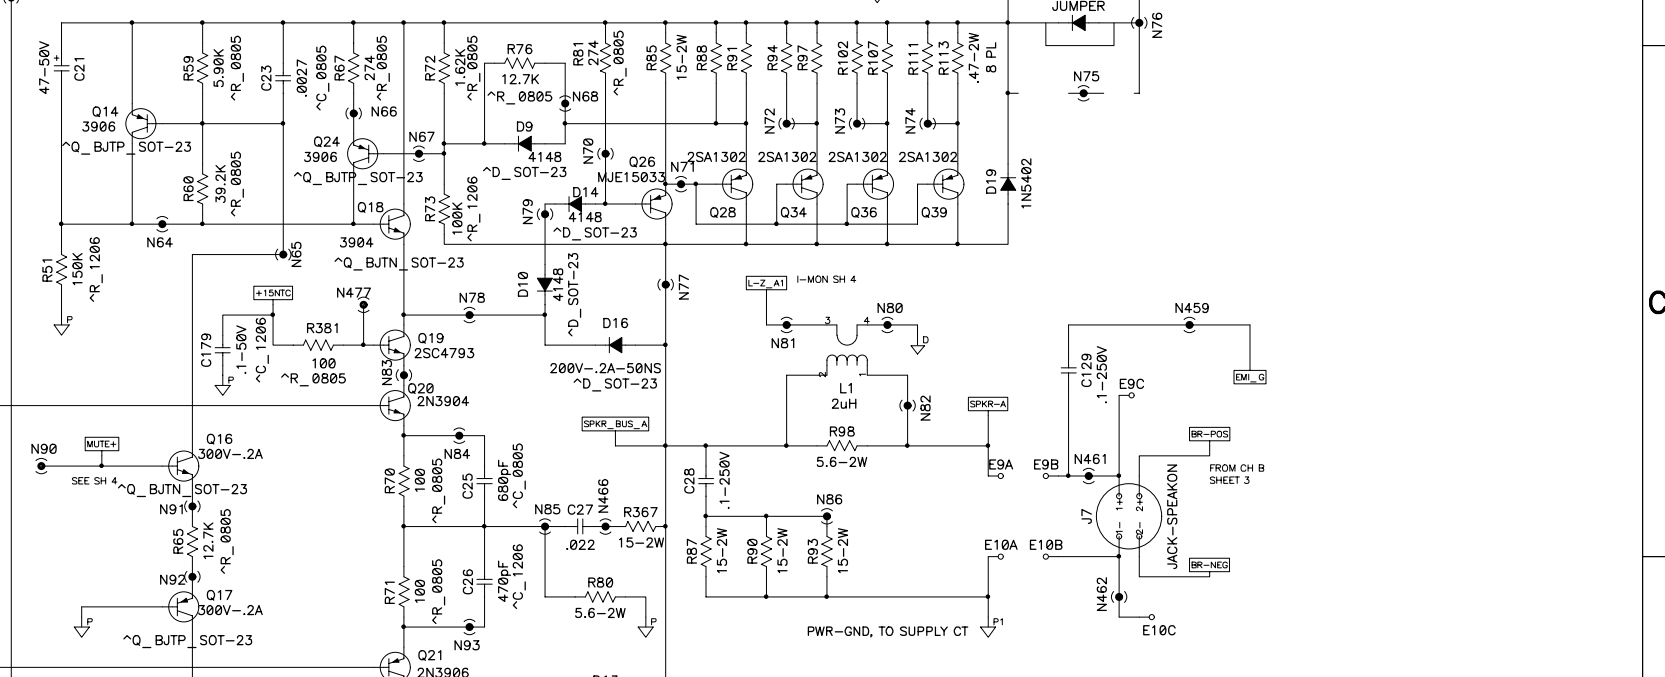 JUMPER
N76
47-50V
C21
R59
5.90K
^R_0805
C23
.0027
^C_0805
R67
274
^R_0805
R72
1.62K
^R_0805
R76
12.7K
^R_0805
R81
274
^R_0805
R85
15-2W
R88
R91
R94
R97
R102
R107
R111
R113
.47-2W
8 PL
N75
N66
N68
N72
N73
N74
Q14
3906
^Q_BJTP_SOT-23
Q24
3906
^Q_BJTP_SOT-23
N67
D9
4148
^D_SOT-23
N70
Q26
MJE15033
N71
2SA1302
2SA1302
2SA1302
2SA1302
Q28
Q34
Q36
Q39
D19
1N5402
R60
39.2K
^R_0805
Q18
3904
^Q_BJTN_SOT-23
R73
100K
^R_1206
N79
D14
4148
^D_SOT-23
N64
N65
R51
150K
^R_1206
P
D10
4148
^D_SOT-23
N77
L-Z_A1
I-MON SH 4
+15NTC
N477
N78
3
4
N80
N81
D
N459
C179
.1-50V
^C_1206
P
R381
100
^R_0805
Q19
2SC4793
N83
D16
200V-.2A-50NS
^D_SOT-23
2
1
L1
2uH
N82
C129
.1-250V
E9C
EMI_G
Q20
2N3904
SPKR_BUS_A
SPKR-A
N90
MUTE+
SEE SH 4
Q16
300V-.2A
^Q_BJTN_SOT-23
N84
R98
5.6-2W
BR-POS
FROM CH B
SHEET 3
E9A
E9B
N461
R70
100
^R_0805
C25
680pF
^C_0805
C28
.1-250V
N91
R65
12.7K
^R_0805
N92
N85
C27
.022
N466
R367
15-2W
N86
R87
15-2W
R90
15-2W
R93
15-2W
J7
1+
2+
1-
2-
JACK-SPEAKON
E10A
E10B
BR-NEG
R71
100
^R_0805
C26
470pF
^C_1206
R80
5.6-2W
P
N462
E10C
Q17
300V-.2A
^Q_BJTP_SOT-23
P
N93
PWR-GND, TO SUPPLY CT
P1
Q21
2N3906
C